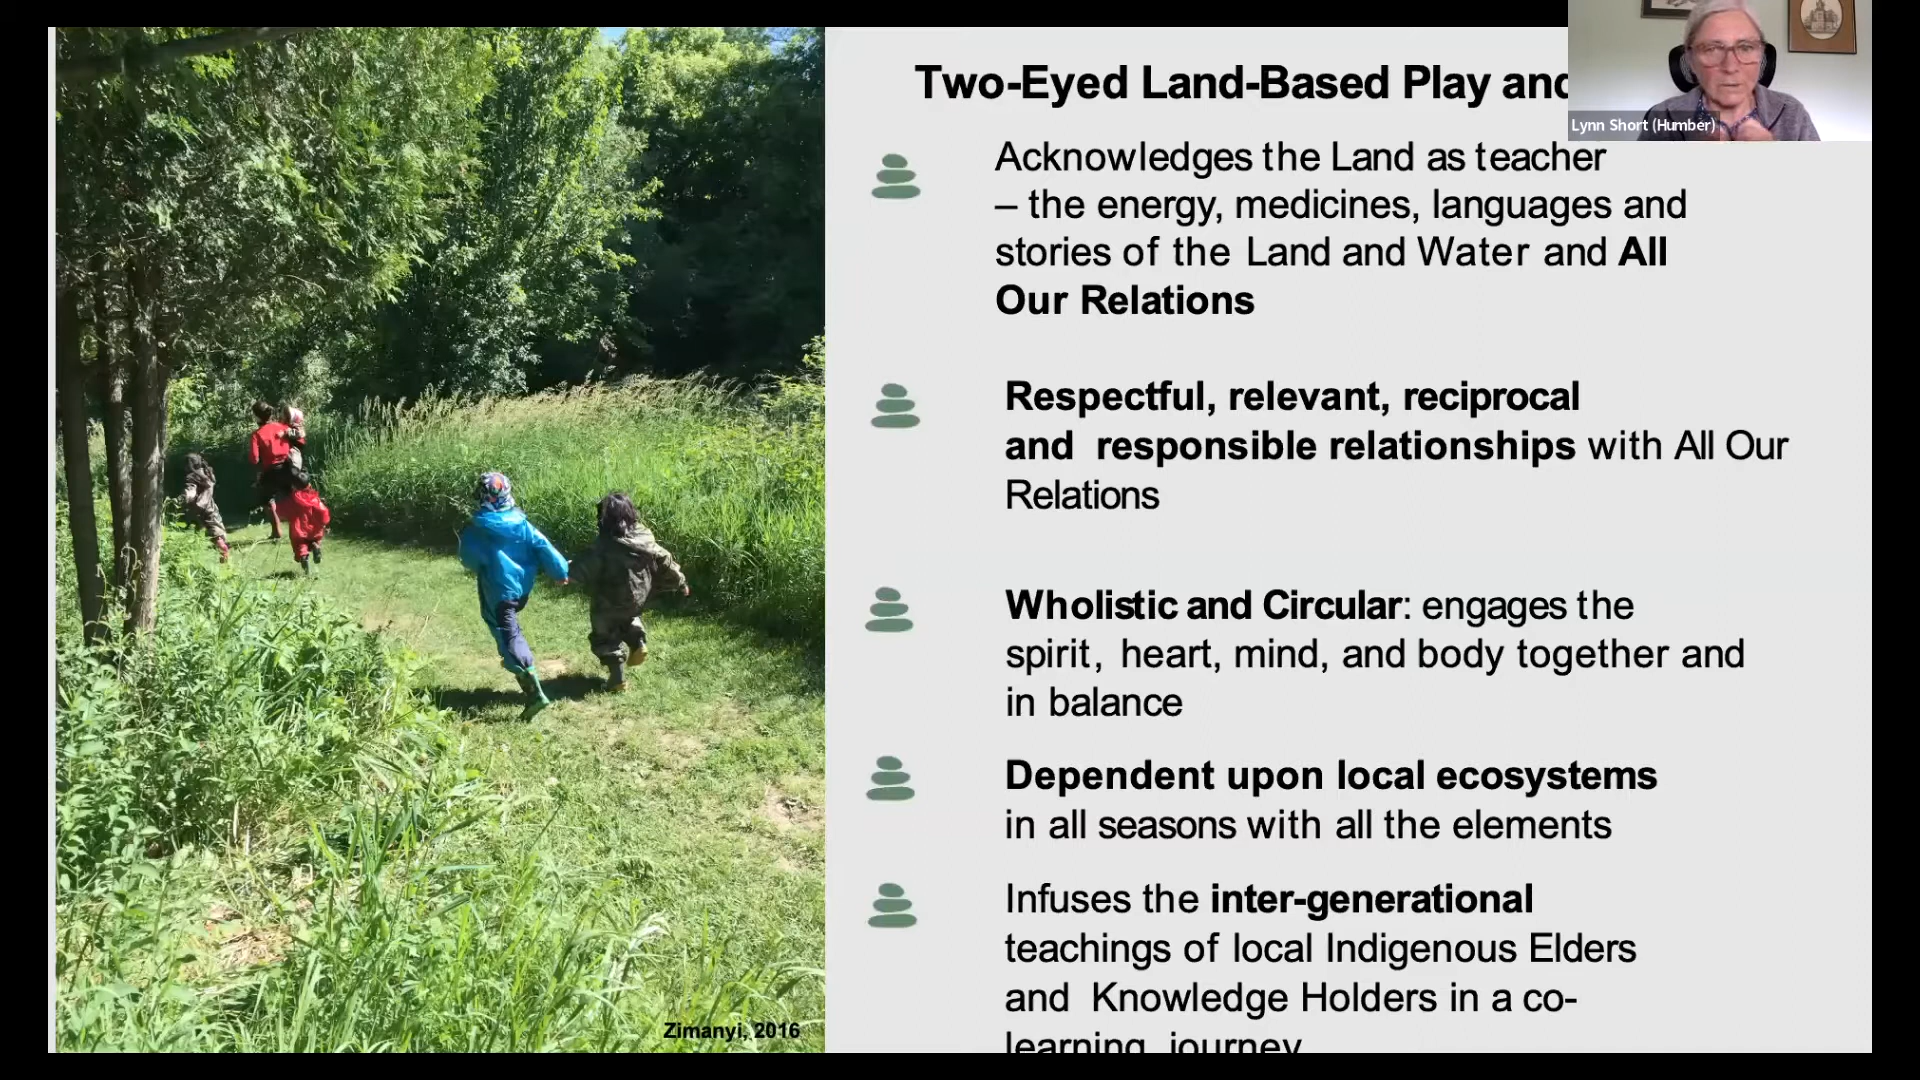 Two-Eyed Land-Based Play and
Lynn Short (Humber)
Acknowledges the Land as teacher
– the energy, medicines, languages and
stories of the Land and Water and All
Our Relations
Respectful, relevant, reciprocal
and responsible relationships with All Our
Relations
Wholistic and Circular: engages the
spirit, heart, mind, and body together and
in balance
Dependent upon local ecosystems
in all seasons with all the elements
Infuses the inter-generational
teachings of local Indigenous Elders
and Knowledge Holders in a co-
learning journey
Zimanyi, 2016